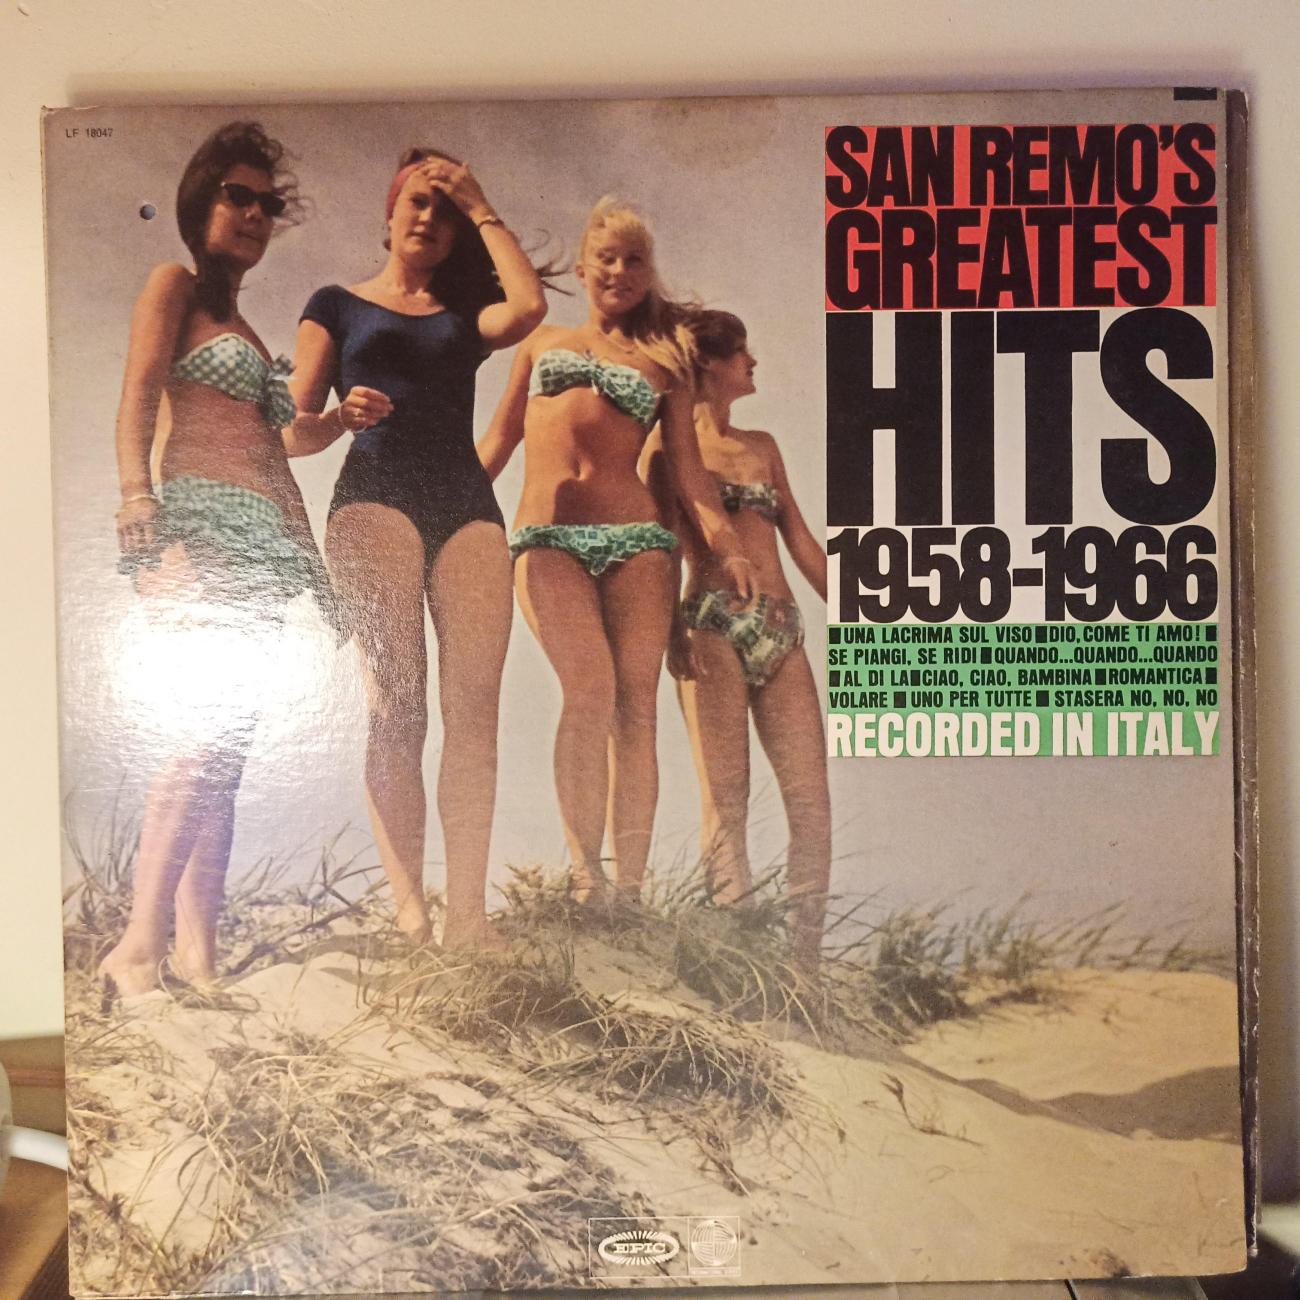 LF 18047
SAN REMO'S
GREATEST
HITS
1958-1966
■UNA LACRIMA SUL VISO■DIO, COME TI AMO!■
SE PIANGI, SE RIDI■QUANDO...QUANDO...QUANDO
■AL DI LA■CIAO, CIAO, BAMBINA■ROMANTICA■
VOLARE■UNO PER TUTTE■STASERA NO, NO, NO
RECORDED IN ITALY
EPIC